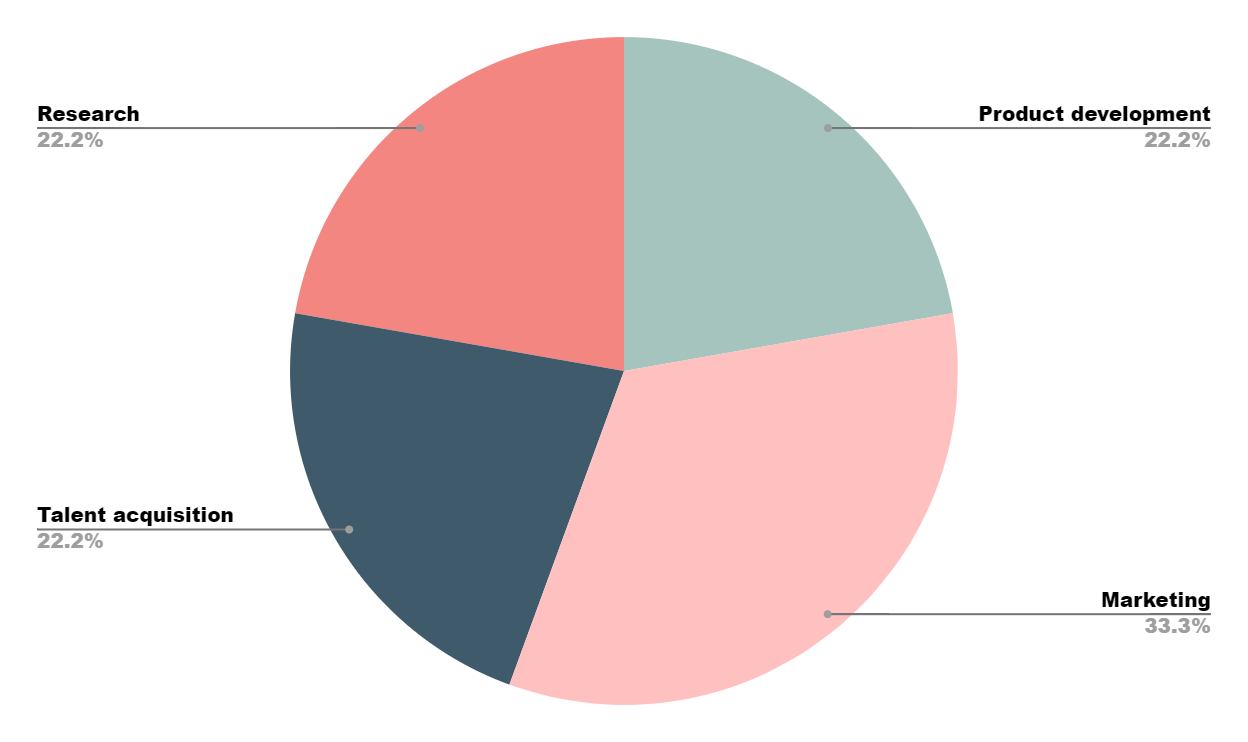 Research
22.2%
Product development
22.2%
Talent acquisition
22.2%
Marketing
33.3%